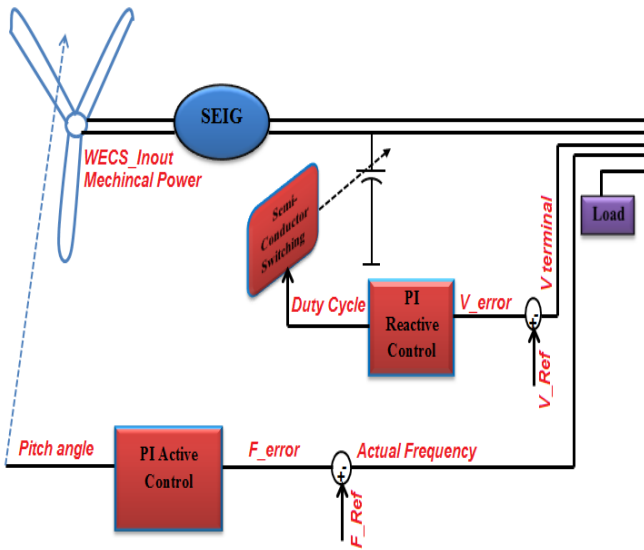 SEIG
WECS_Inout
Mechincal Power
Semi-
Conductor
Switching
Load
V terminal
Duty Cycle
PI
Reactive
Control
V_error
-
+
V_Ref
Pitch angle
PI Active
Control
F_error
-
+
Actual Frequency
F_Ref